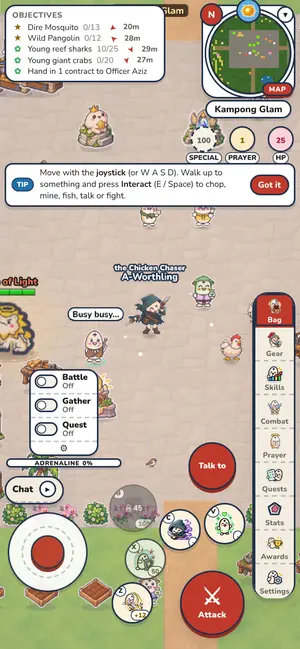 OBJECTIVES
Dire Mosquito 0/13 20m
Wild Pangolin 0/12 28m
Young reef sharks 10/25 29m
Young giant crabs 0/20 27m
Hand in 1 contract to Officer Aziz
Glam
N
MAP
Kampong Glam
100
1
25
SPECIAL
PRAYER
HP
TIP
Move with the joystick (or W A S D). Walk up to something and press Interact (E / Space) to chop, mine, fish, talk or fight.
Got it
the Chicken Chaser
A-Worthling
of Light
Busy busy...
Battle
Off
Gather
Off
Quest
Off
ADRENALINE 0%
Chat
Talk to
Attack
45
100
C
V
X
50
Z
+12
Bag
Gear
Skills
Combat
Prayer
Quests
Stats
Awards
Settings